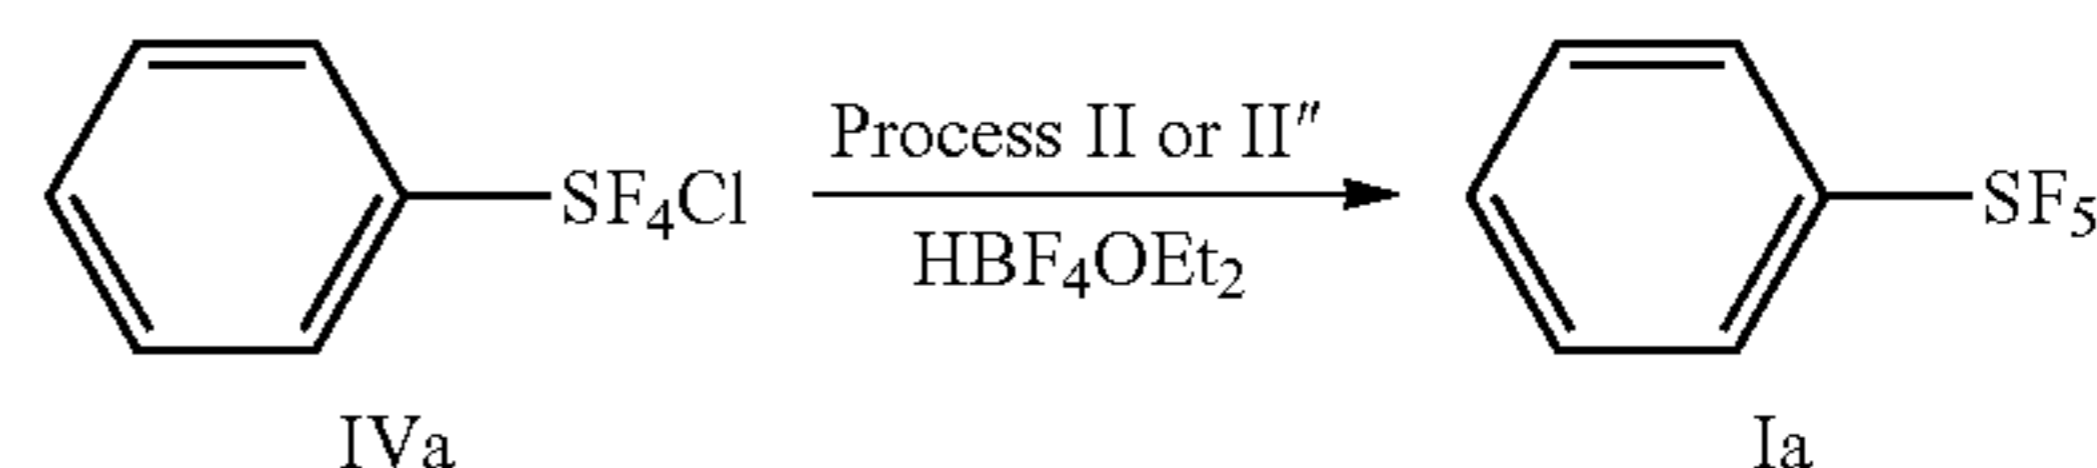 Process II or II″
SF₄Cl
SF₅
HBF₄OEt₂
IVa
Ia